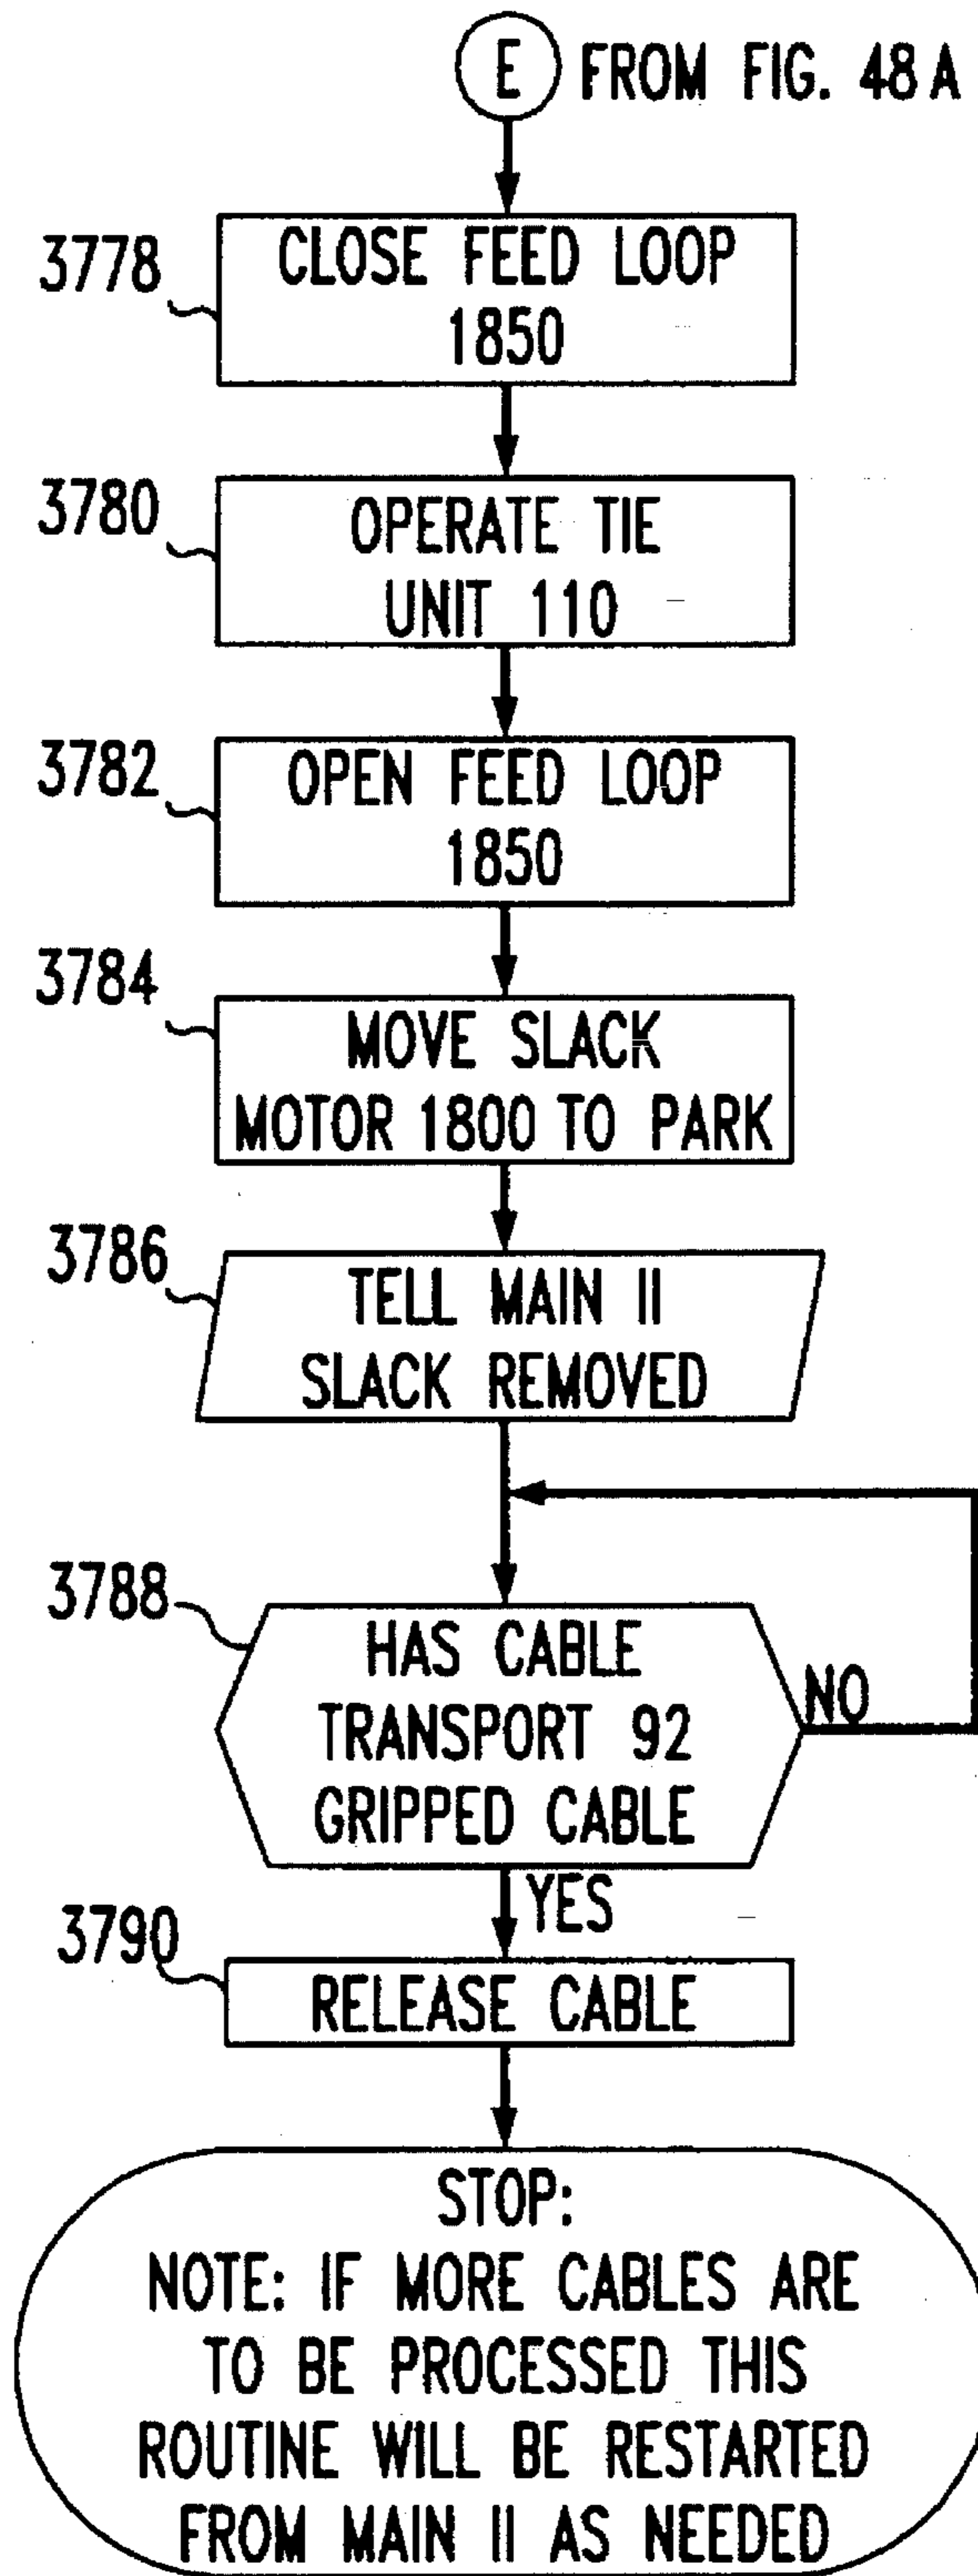 E FROM FIG. 48A
3778
CLOSE FEED LOOP
1850
3780
OPERATE TIE
UNIT 110
3782
OPEN FEED LOOP
1850
3784
MOVE SLACK
MOTOR 1800 TO PARK
3786
TELL MAIN II
SLACK REMOVED
3788
HAS CABLE
TRANSPORT 92
GRIPPED CABLE
NO
YES
3790
RELEASE CABLE
STOP:
NOTE: IF MORE CABLES ARE
TO BE PROCESSED THIS
ROUTINE WILL BE RESTARTED
FROM MAIN II AS NEEDED